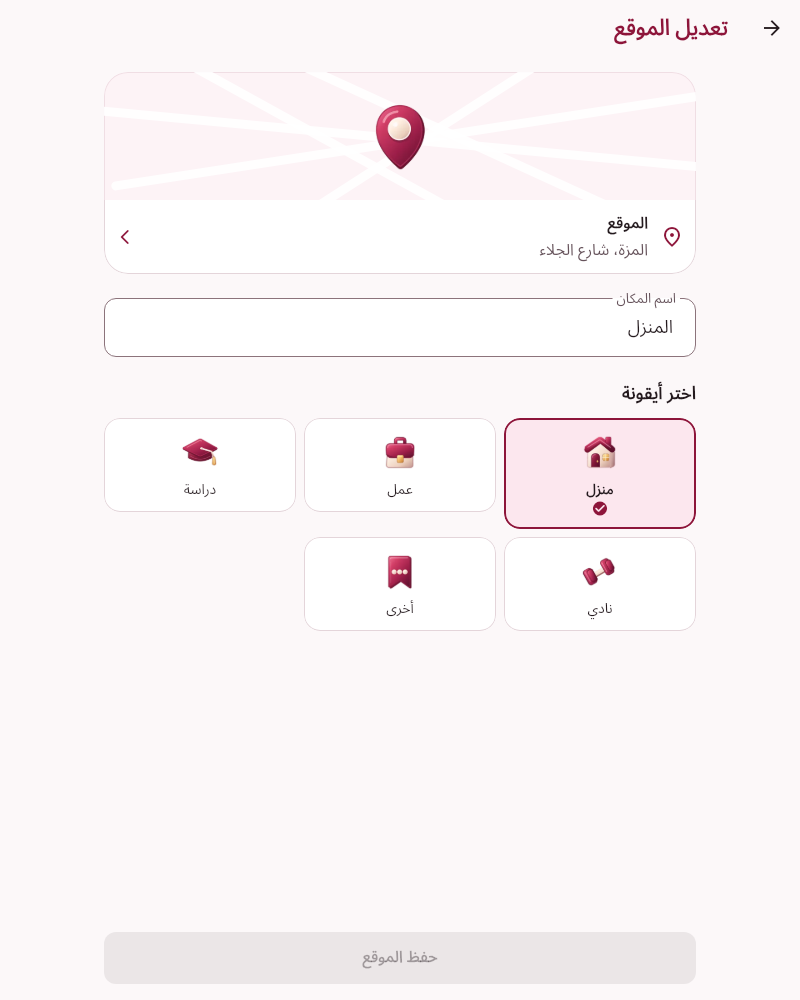 تعديل الموقع
الموقع
المزة، شارع الجلاء
اسم المكان
المنزل
اختر أيقونة
منزل
عمل
دراسة
نادي
أخرى
حفظ الموقع